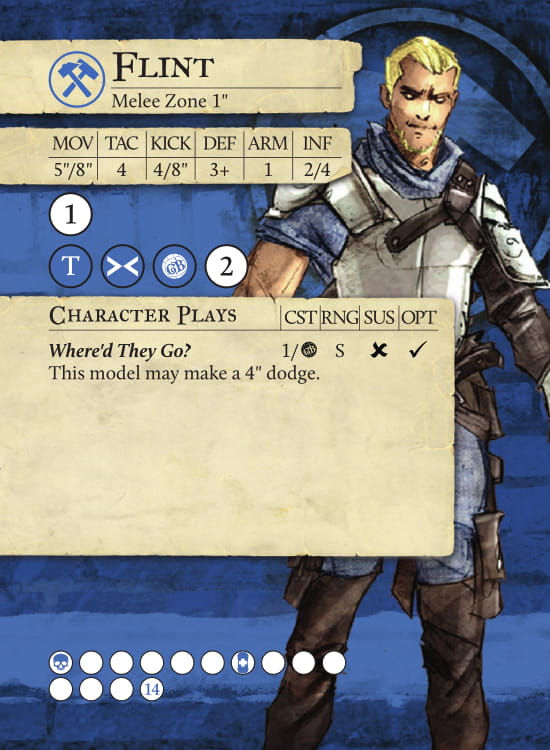 Flint
Melee Zone 1"
MOV TAC KICK DEF ARM INF
5"/8" 4 4/8" 3+ 1 2/4
1
T GB 2
Character Plays CST RNG SUS OPT
Where'd They Go? 1/GB S ✘ ✓
This model may make a 4" dodge.
14